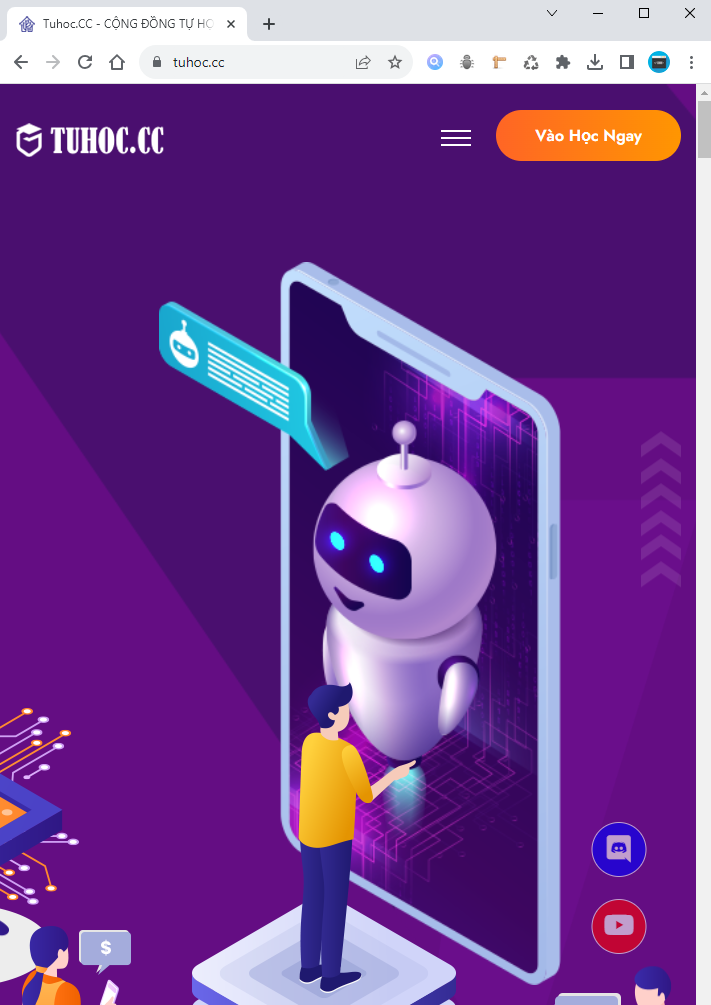 Tuhoc.CC - CỘNG ĐỒNG TỰ HỌ
tuhoc.cc
TUHOC.CC
Vào Học Ngay
$